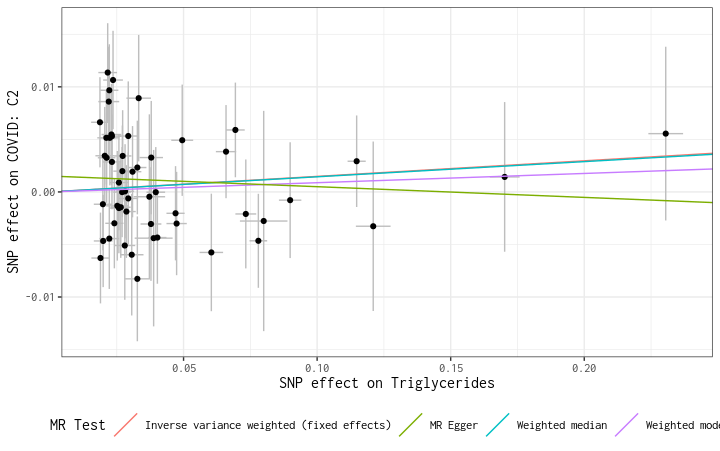 SNP effect on COVID: C2
0.01
0.00
-0.01
0.05
0.10
0.15
0.20
SNP effect on Triglycerides
MR Test
Inverse variance weighted (fixed effects)
MR Egger
Weighted median
Weighted mode